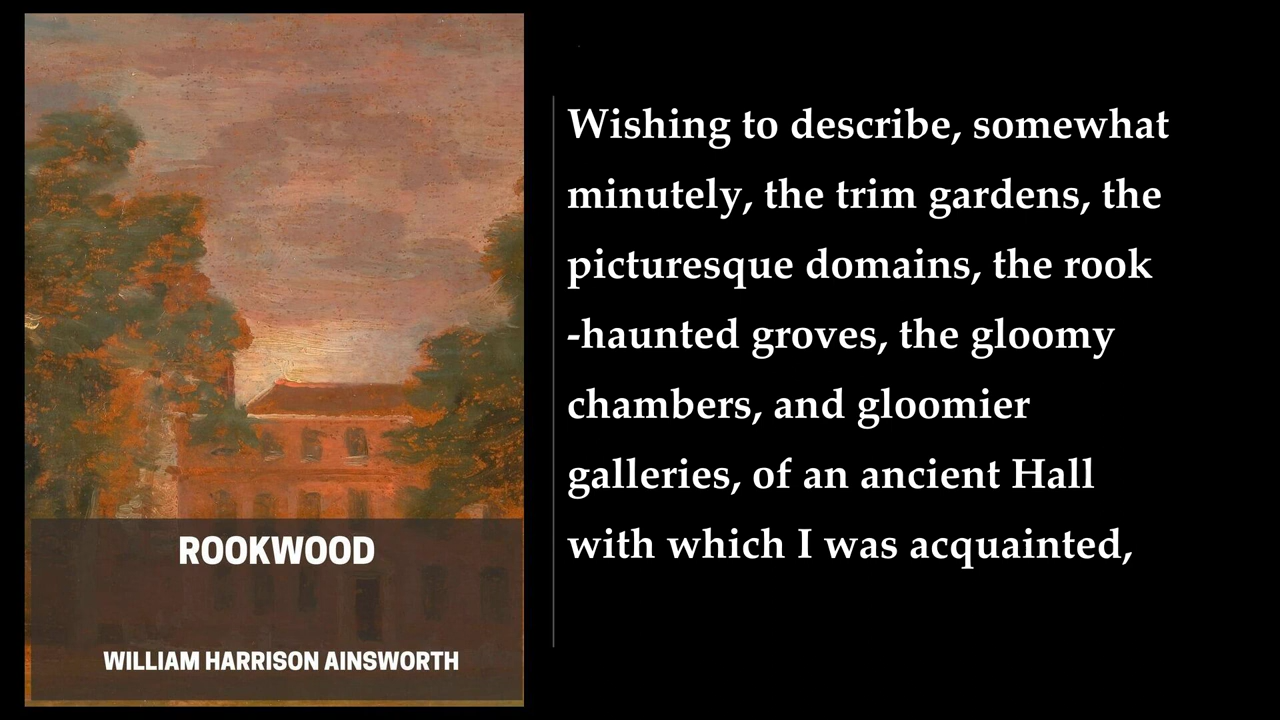 ROOKWOOD
WILLIAM HARRISON AINSWORTH
Wishing to describe, somewhat
minutely, the trim gardens, the
picturesque domains, the rook
-haunted groves, the gloomy
chambers, and gloomier
galleries, of an ancient Hall
with which I was acquainted,